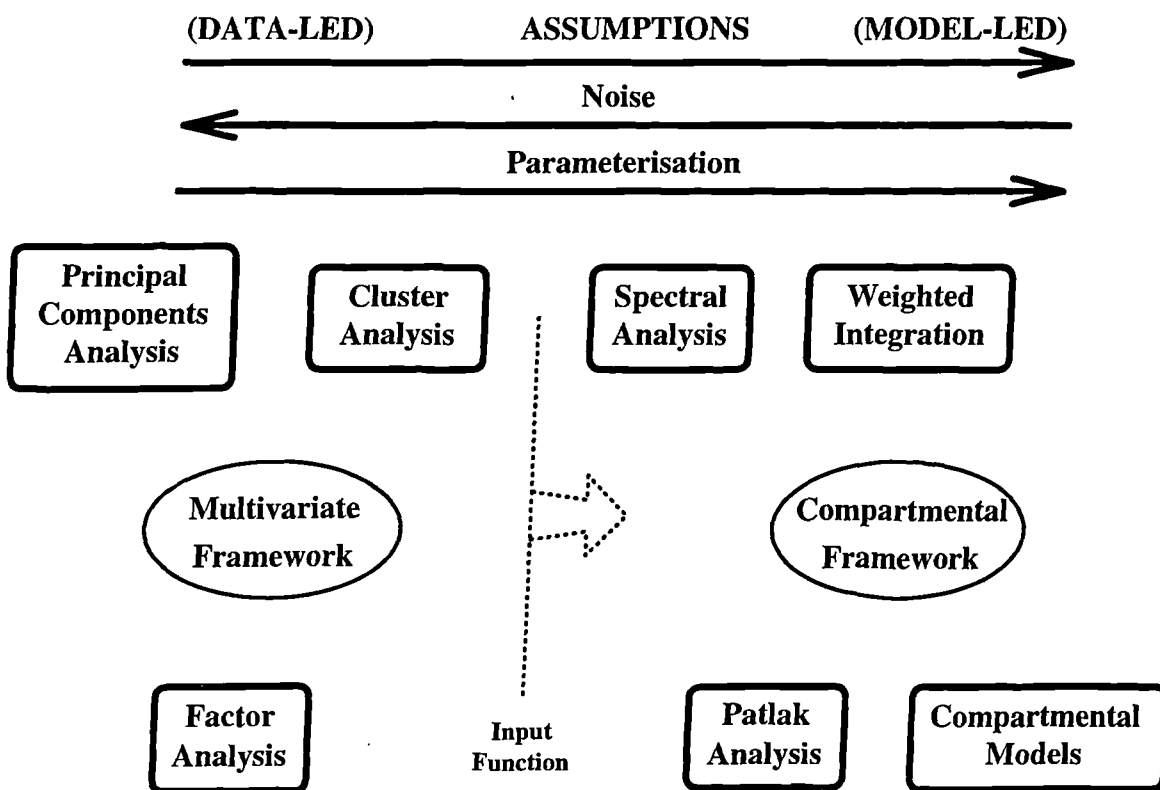 (DATA-LED) ASSUMPTIONS (MODEL-LED)
Noise
Parameterisation
Principal
Components
Analysis
Cluster
Analysis
Spectral
Analysis
Weighted
Integration
Multivariate
Framework
Compartmental
Framework
Factor
Analysis
Input
Function
Patlak
Analysis
Compartmental
Models